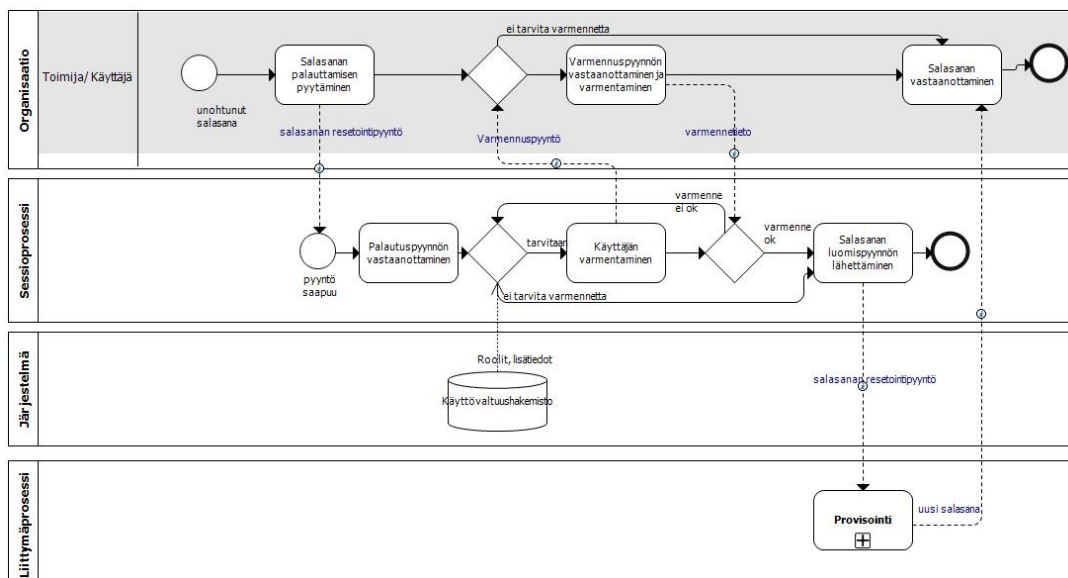 Organisaatio
Toimija/ Käyttäjä
unohtunut
salasana
Salasanan
palauttamisen
pyytäminen
salasanan resetointipyyntö
ei tarvita varmennetta
Varmennuspyyntö
Varmennuspyynnön
vastaanottaminen ja
varmentaminen
varmennetieto
Salasanan
vastaanottaminen
Sessioprosessi
pyyntö
saapuu
Palautuspyynnön
vastaanottaminen
tarvitaan
Käyttäjän
varmentaminen
varmenne
ei ok
varmenne
ok
Salasanan
luomispyynnön
lähettäminen
ei tarvita varmennetta
Järjestelmä
Roolit, lisätiedot
Käyttövaltuushakemisto
salasanan resetointipyyntö
Liittymäprosessi
Provisointi
uusi salasana